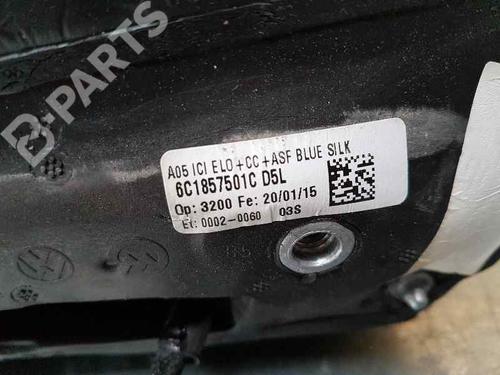 B-PARTS
A05 ICI ELO+CC+ASF BLUE SILK
6C1857501C D5L
Op: 3200 Fe: 20/01/15
Et: 0002-0060 03S